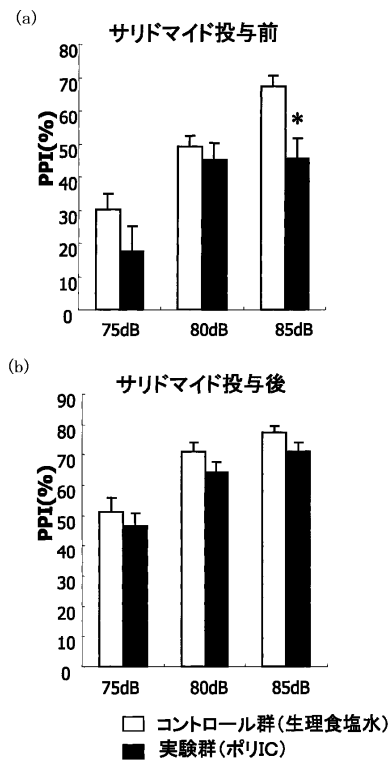 (a)
サリドマイド投与前
PPI(%)
80
70
60
50
40
30
20
10
0
*
75dB
80dB
85dB
(b)
サリドマイド投与後
PPI(%)
90
80
70
60
50
40
30
20
10
0
75dB
80dB
85dB
コントロール群(生理食塩水)
実験群(ポリIC)